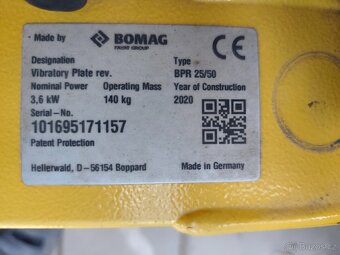 Made by BOMAG
FAYAT GROUP
CE
Designation Type
Vibratory Plate rev. BPR 25/50
Nominal Power Operating Mass Year of Construction
3,6 kW 140 kg 2020
Serial-No.
101695171157
Patent Protection
Hellerwald, D-56154 Boppard Made in Germany